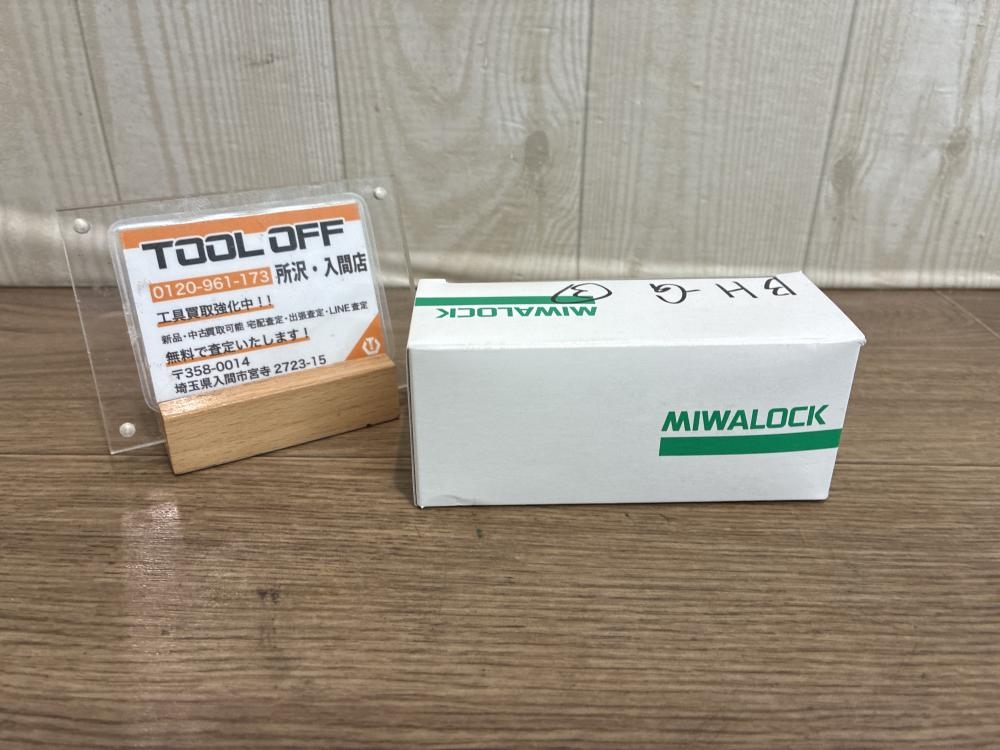 TOOL OFF
0120-961-173 所沢・入間店
工具買取強化中!!
新品・中古買取可能 宅配査定・出張査定・LINE査定
無料で査定いたします!
〒358-0014
埼玉県入間市宮寺 2723-15
MIWALOCK
BH-G ③
MIWALOCK